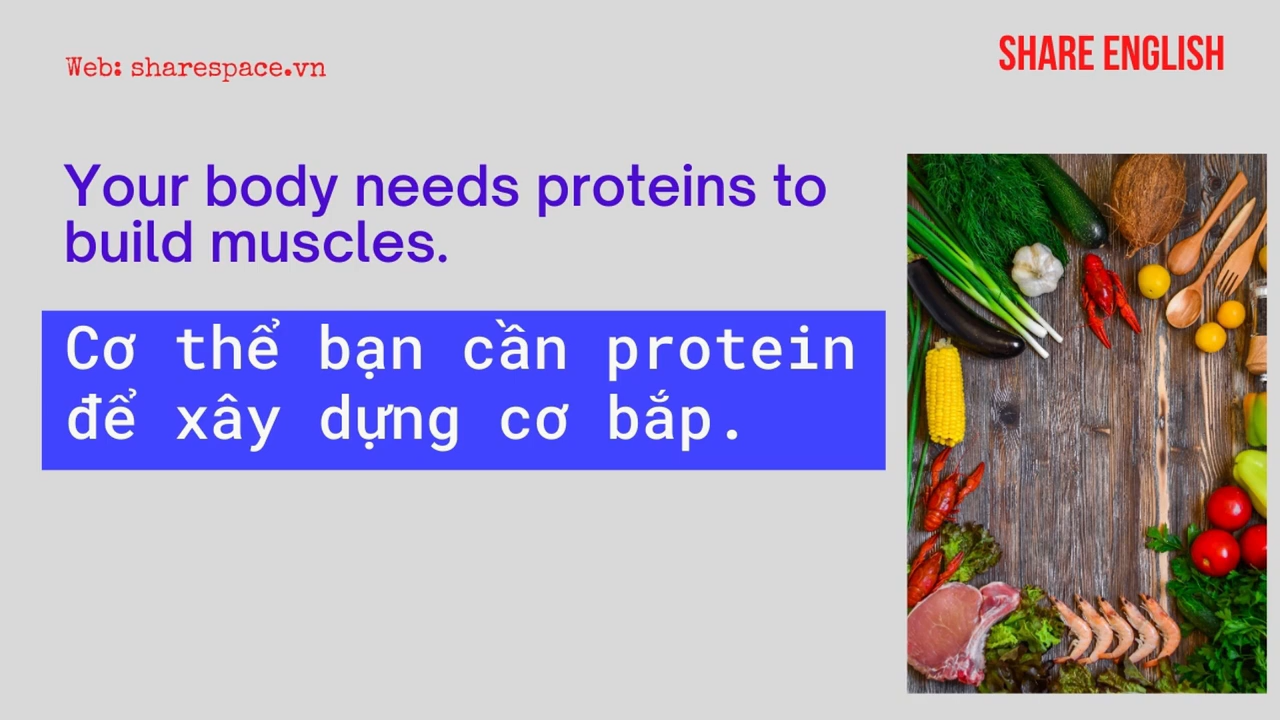 Web: sharespace.vn
SHARE ENGLISH
Your body needs proteins to
build muscles.
Cơ thể bạn cần protein
để xây dựng cơ bắp.